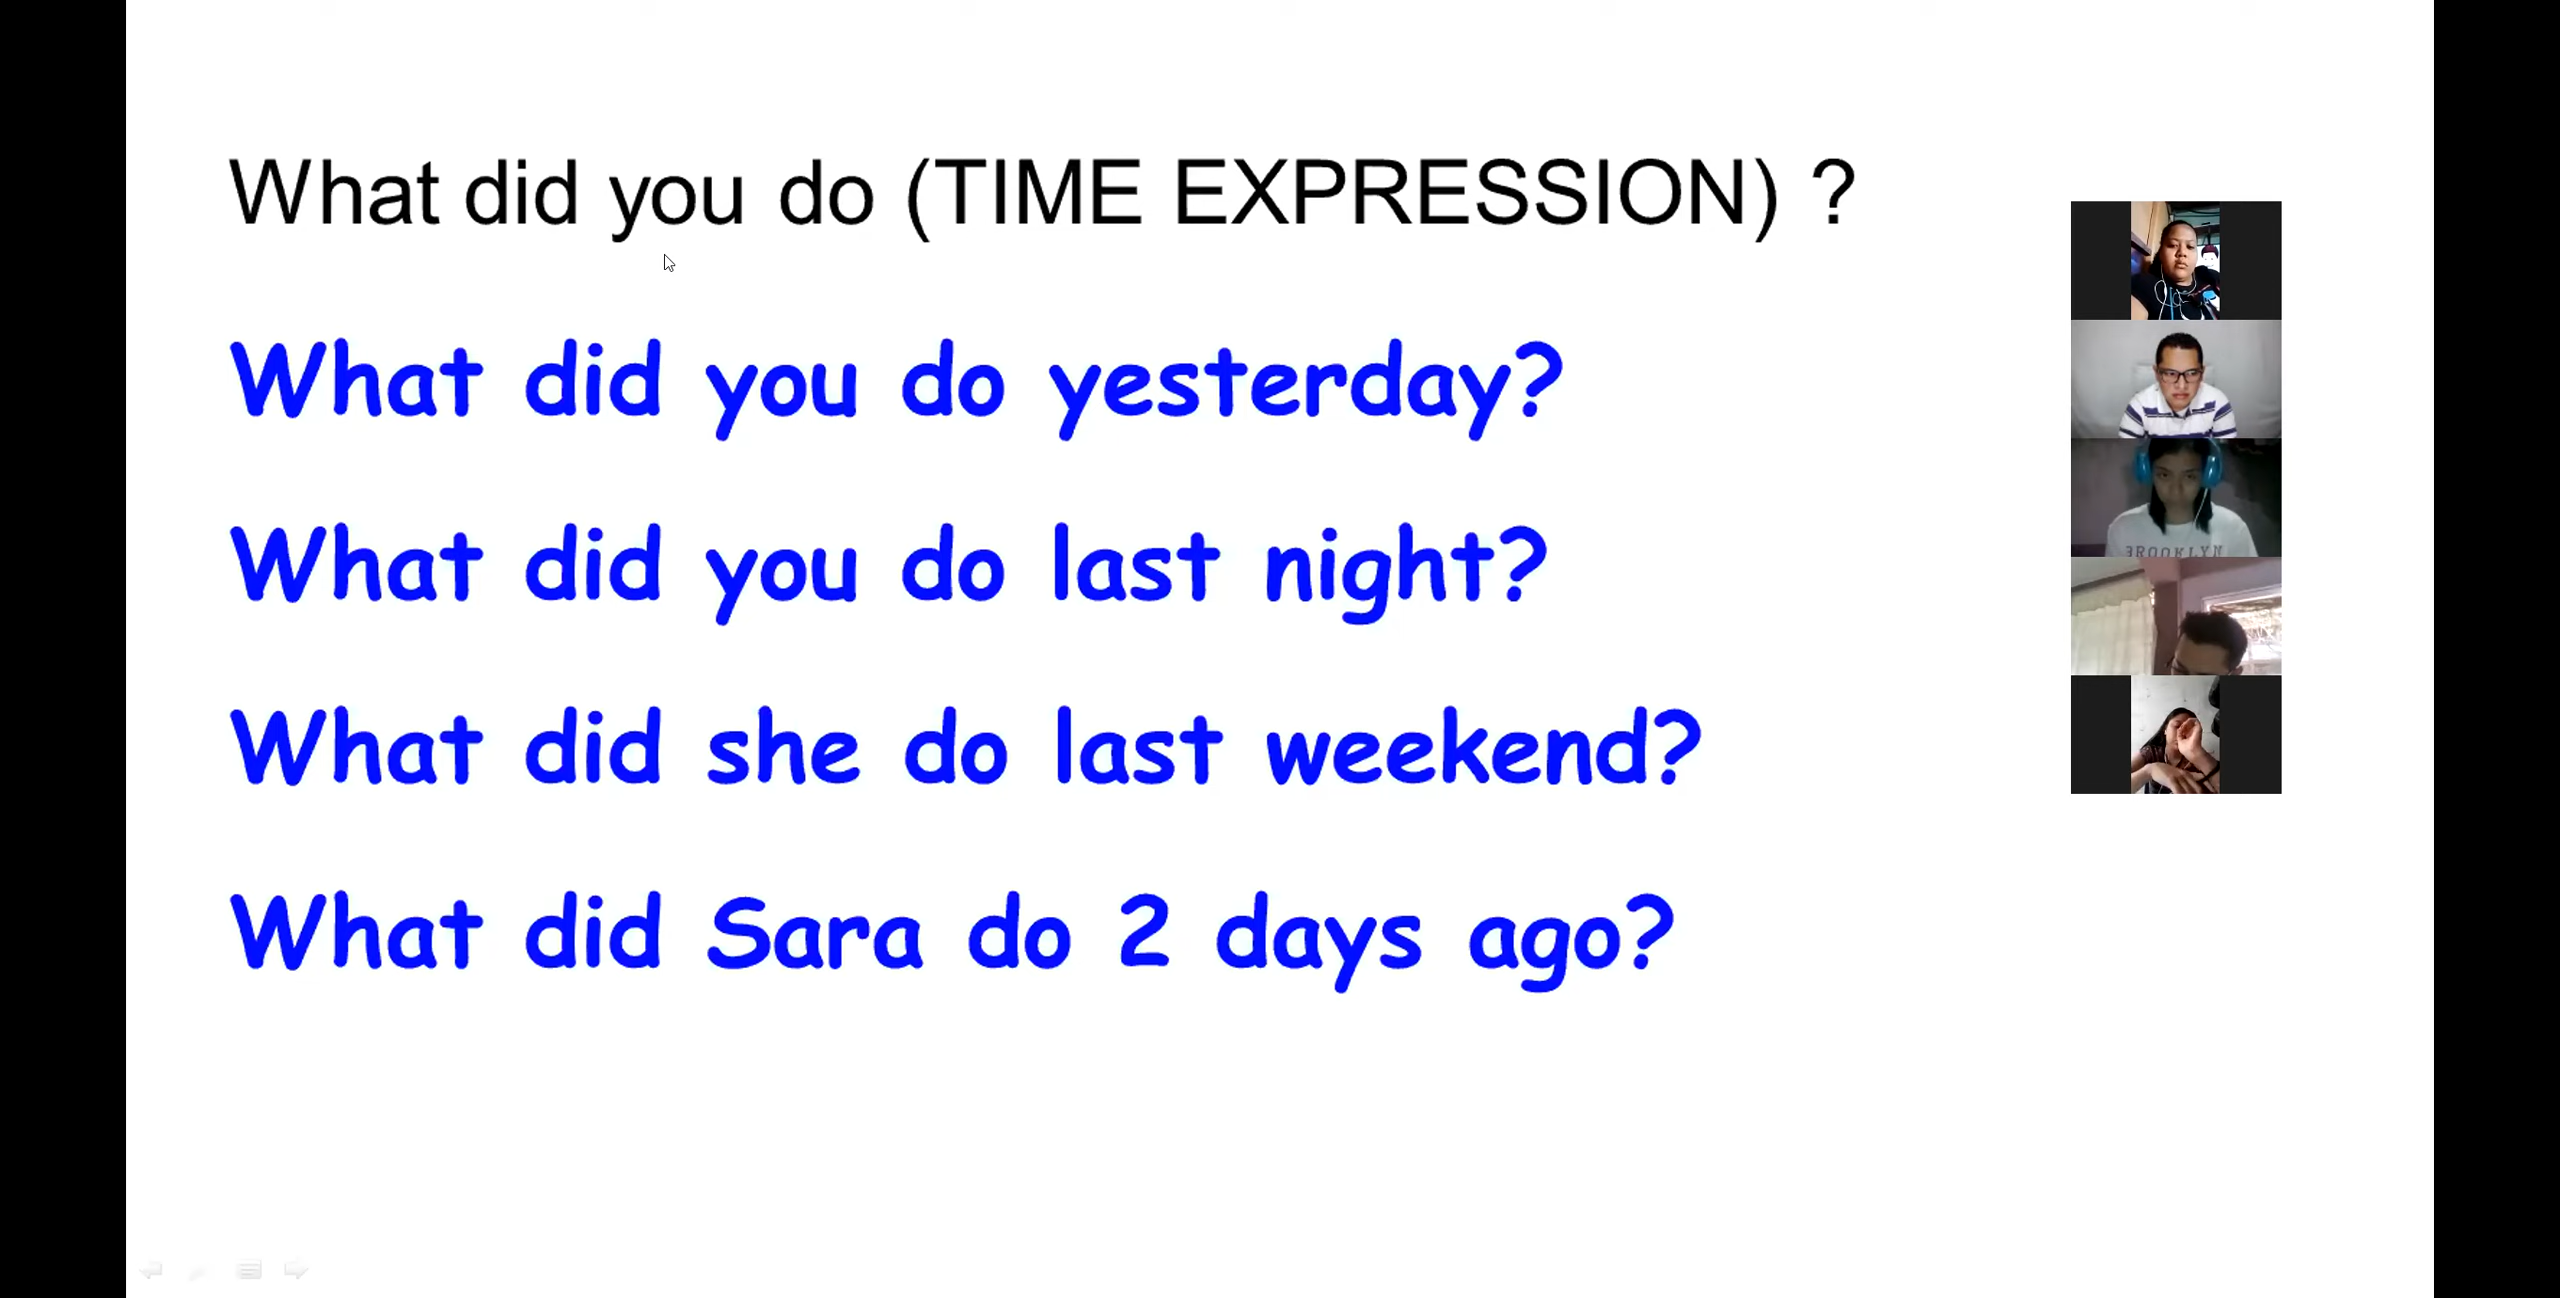 What did you do (TIME EXPRESSION) ?
What did you do yesterday?
What did you do last night?
What did she do last weekend?
What did Sara do 2 days ago?
BROOKLYN